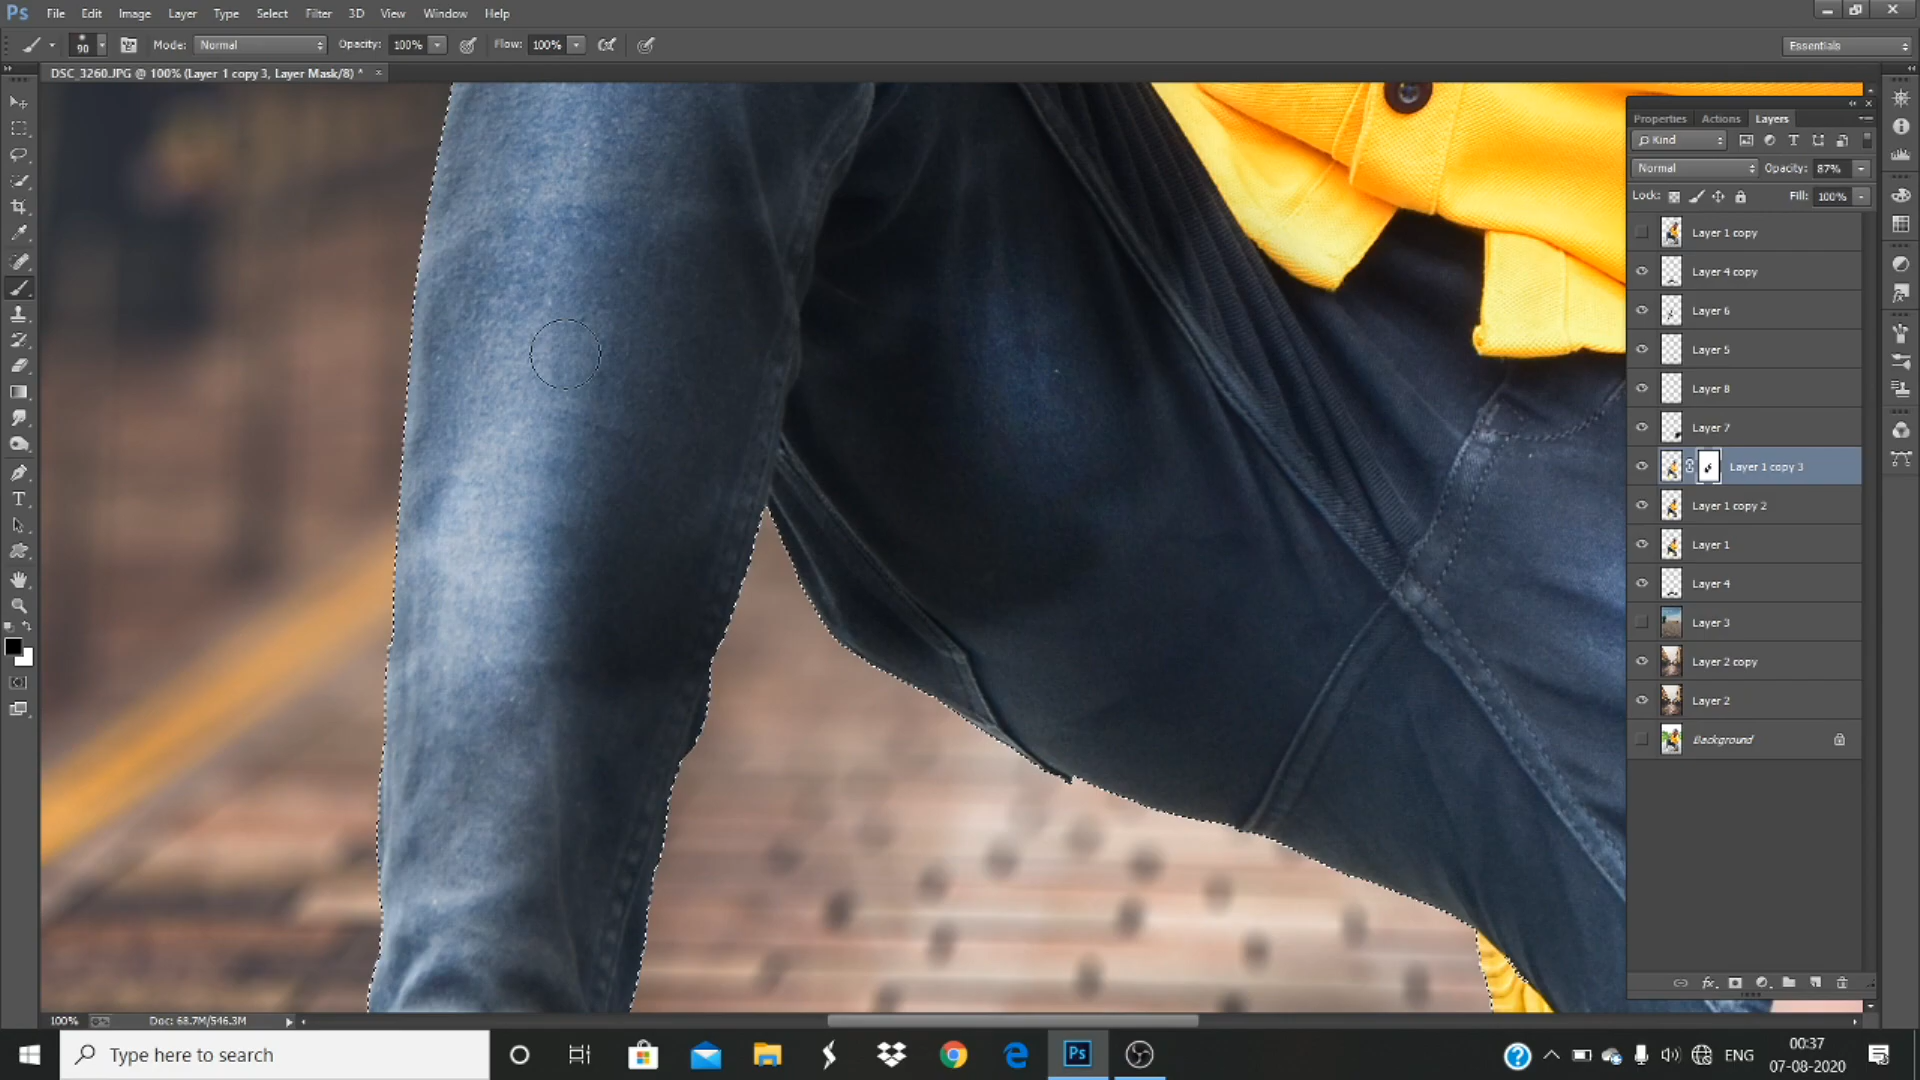 Ps File Edit Image Layer Type Select Filter 3D View Window Help
90 Mode: Normal Opacity: 100% Flow: 100% Essentials
DSC_3260.JPG @ 100% (Layer 1 copy 3, Layer Mask/8) * ×
Properties Actions Layers
Kind
Normal Opacity: 87%
Lock: Fill: 100%
Layer 1 copy
Layer 4 copy
Layer 6
Layer 5
Layer 8
Layer 7
Layer 1 copy 3
Layer 1 copy 2
Layer 1
Layer 4
Layer 3
Layer 2 copy
Layer 2
Background
fx
100% Doc: 68.7M/546.3M
Type here to search
Ps
ENG
00:37
07-08-2020